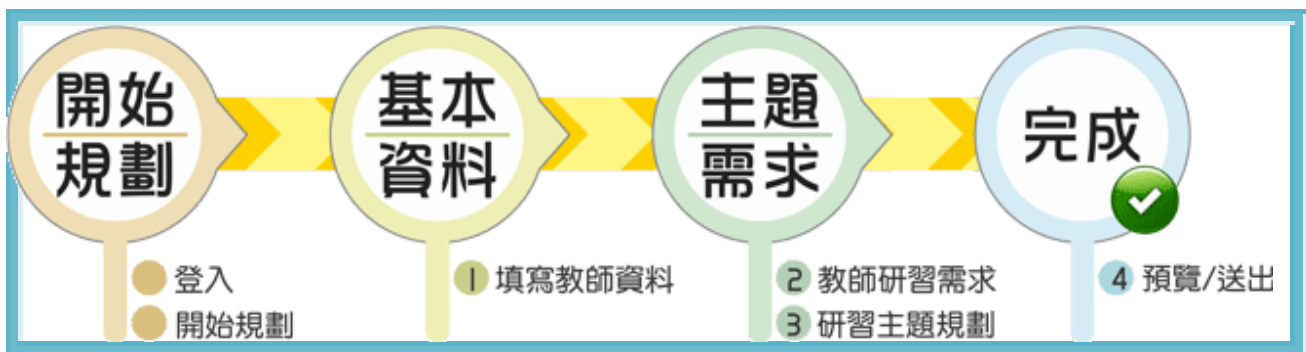 開始
規劃
基本
資料
主題
需求
完成
登入
開始規劃
1 填寫教師資料
2 教師研習需求
3 研習主題規劃
4 預覽/送出